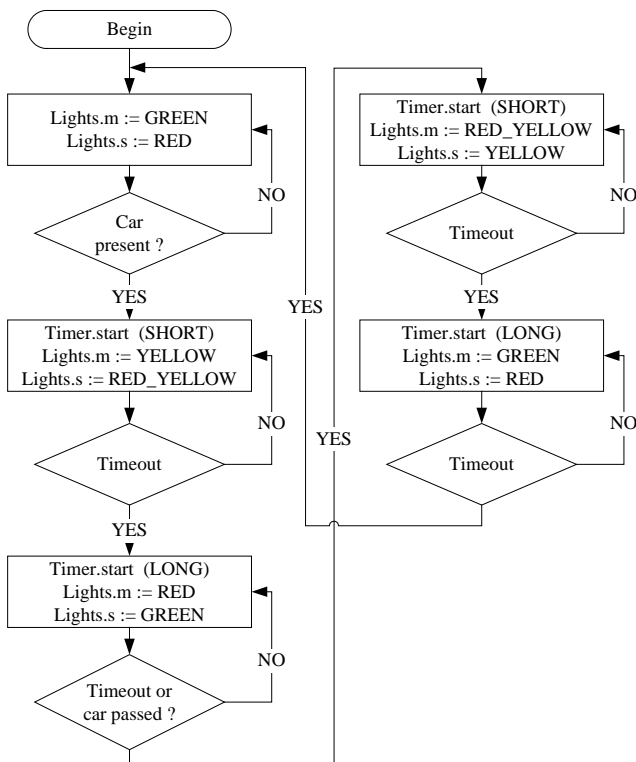 Begin
Lights.m := GREEN
Lights.s := RED
NO
Car
present ?
YES
Timer.start (SHORT)
Lights.m := YELLOW
Lights.s := RED_YELLOW
NO
Timeout
YES
Timer.start (LONG)
Lights.m := RED
Lights.s := GREEN
NO
Timeout or
car passed ?
YES
YES
Timer.start (SHORT)
Lights.m := RED_YELLOW
Lights.s := YELLOW
NO
Timeout
YES
Timer.start (LONG)
Lights.m := GREEN
Lights.s := RED
NO
Timeout